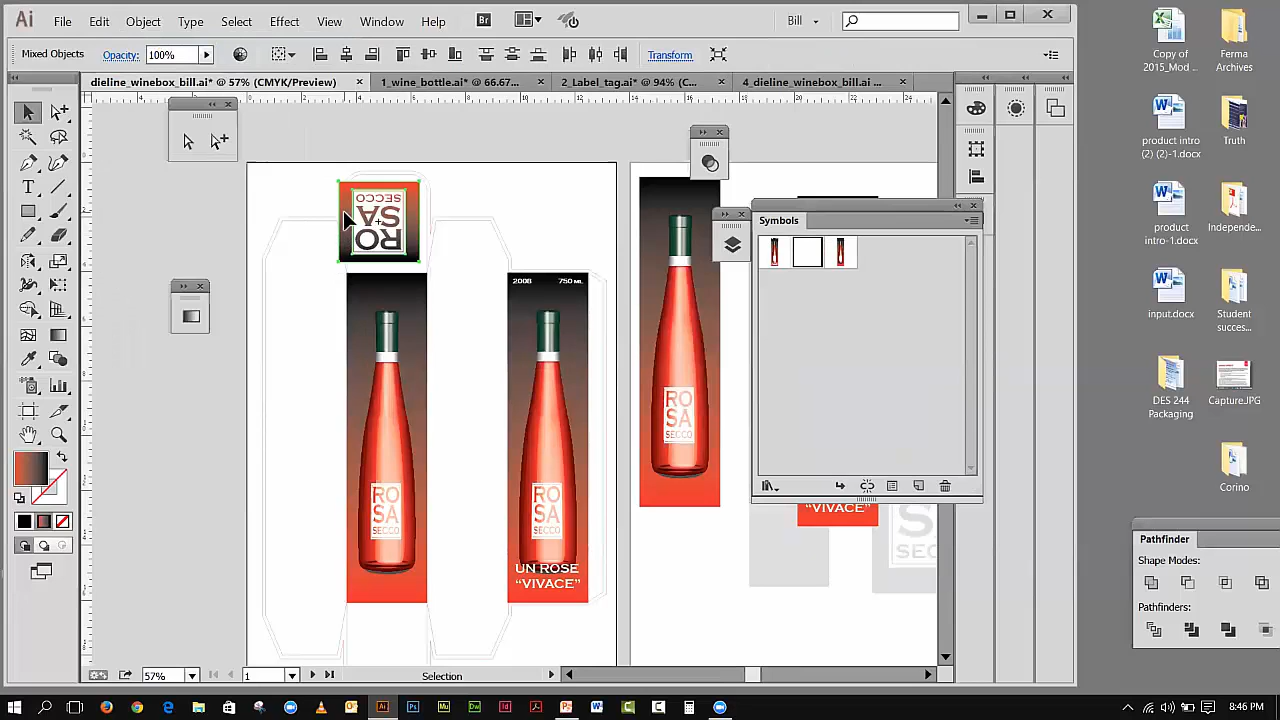 Ai File Edit Object Type Select Effect View Window Help Br Bill
Mixed Objects Opacity: 100% Transform
dieline_winebox_bill.ai* @ 57% (CMYK/Preview) × 1_wine_bottle.ai* @ 66.67... × 2_Label_tag.ai* @ 94% (C... × 4_dieline_winebox_bill.ai ... ×
RO
SA
SECCO
2008 750 ML
RO
SA
SECCO
RO
SA
SECCO
UN ROSE
“VIVACE”
RO
SA
SECCO
Symbols
“VIVACE”
SECC
57% 1 Selection
Copy of
2015_Mod ...
Ferma
Archives
product intro
(2) (2)-1.docx
Truth
product
intro-1.docx
Independe...
input.docx
Student
succes...
DES 244
Packaging
Capture.JPG
Corino
Pathfinder
Shape Modes:
Pathfinders:
8:46 PM